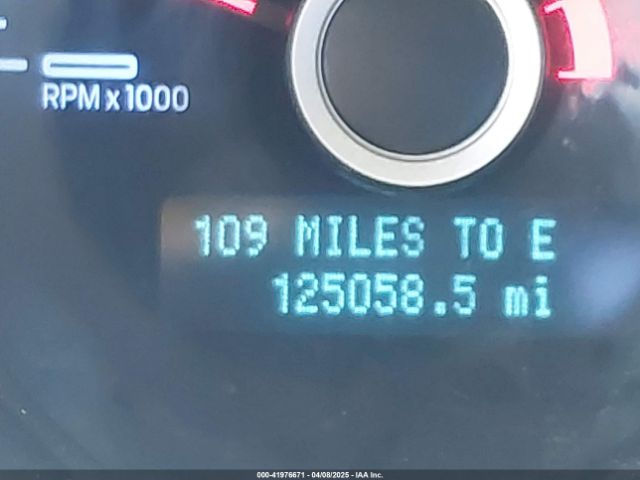 RPM x 1000
109 MILES TO E
125058.5 mi
000-41976671 - 04/08/2025 - IAA Inc.